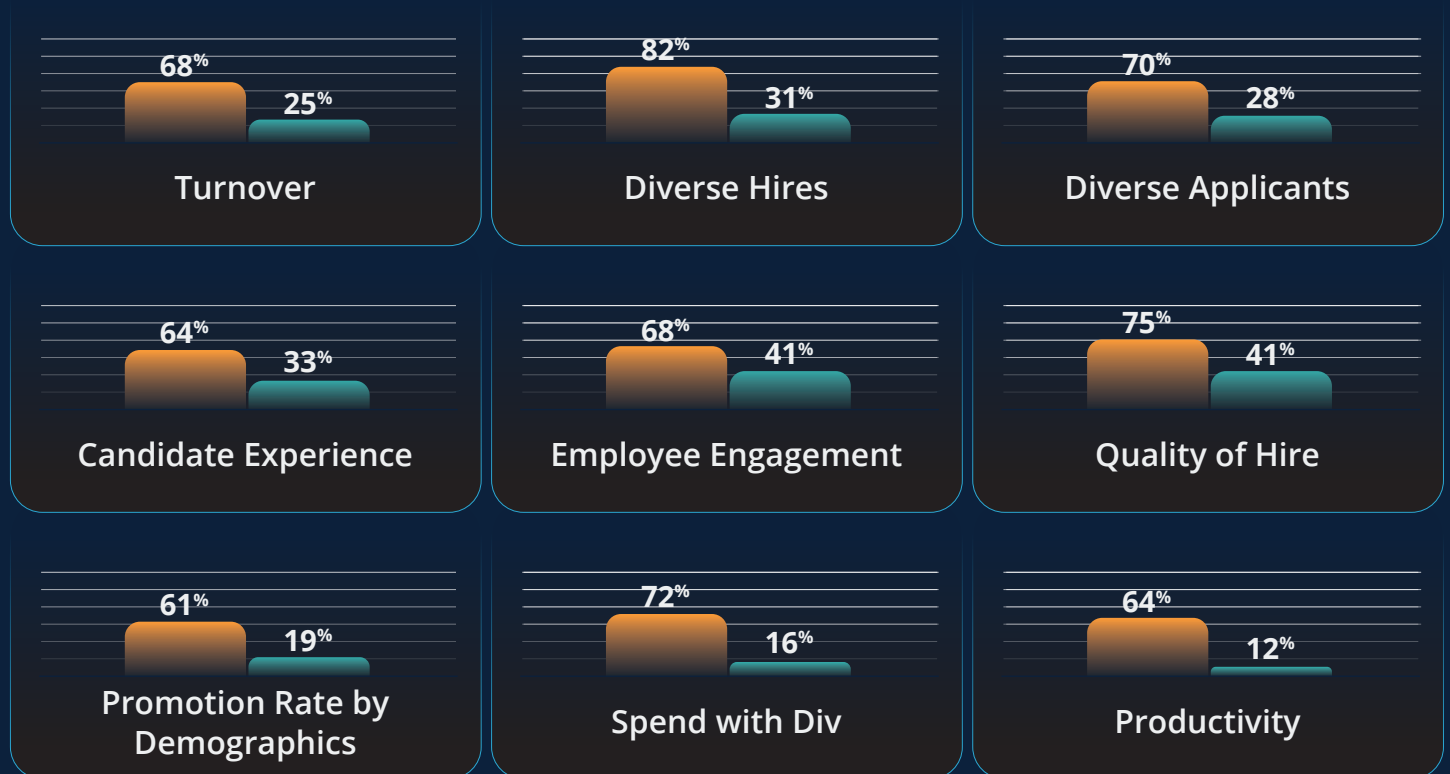 68%
25%
Turnover
82%
31%
Diverse Hires
70%
28%
Diverse Applicants
64%
33%
Candidate Experience
68%
41%
Employee Engagement
75%
41%
Quality of Hire
61%
19%
Promotion Rate by
Demographics
72%
16%
Spend with Div
64%
12%
Productivity